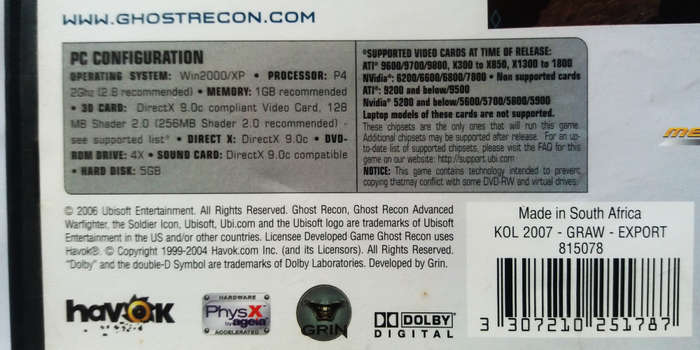 WWW.GHOSTRECON.COM
PC CONFIGURATION
OPERATING SYSTEM: Win2000/XP • PROCESSOR: P4
2Ghz (2.8 recommended) • MEMORY: 1GB recommended
• 3D CARD: DirectX 9.0c compliant Video Card, 128
MB Shader 2.0 (256MB Shader 2.0 recommended) -
see supported list* • DIRECT X: DirectX 9.0c • DVD-
ROM DRIVE: 4X • SOUND CARD: DirectX 9.0c compatible
• HARD DISK: 5GB
*SUPPORTED VIDEO CARDS AT TIME OF RELEASE:
ATI® 9600/9700/9800, X300 to X850, X1300 to 1800
NVidia®: 6200/6600/6800/7800 • Non supported cards
ATI®: 9200 and below/9500
Nvidia® 5200 and below/5600/5700/5800/5900
Laptop models of these cards are not supported.
These chipsets are the only ones that will run this game.
Additional chipsets may be supported after release. For an up-
to-date list of supported chipsets, please visit the FAQ for this
game on our website: http://support.ubi.com
NOTICE: This game contains technology intended to prevent
copying that may conflict with some DVD-RW and virtual drives.
© 2006 Ubisoft Entertainment. All Rights Reserved. Ghost Recon, Ghost Recon Advanced
Warfighter, the Soldier Icon, Ubisoft, Ubi.com and the Ubisoft logo are trademarks of Ubisoft
Entertainment in the US and/or other countries. Licensee Developed Game Ghost Recon uses
Havok®. © Copyright 1999-2004 Havok.com Inc. (and its Licensors). All Rights Reserved.
"Dolby" and the double-D Symbol are trademarks of Dolby Laboratories. Developed by Grin.
Made in South Africa
KOL 2007 - GRAW - EXPORT
815078
3 307210 251787
havok
HARDWARE
PhysX
by ageia
ACCELERATED
GRIN
DOLBY
DIGITAL